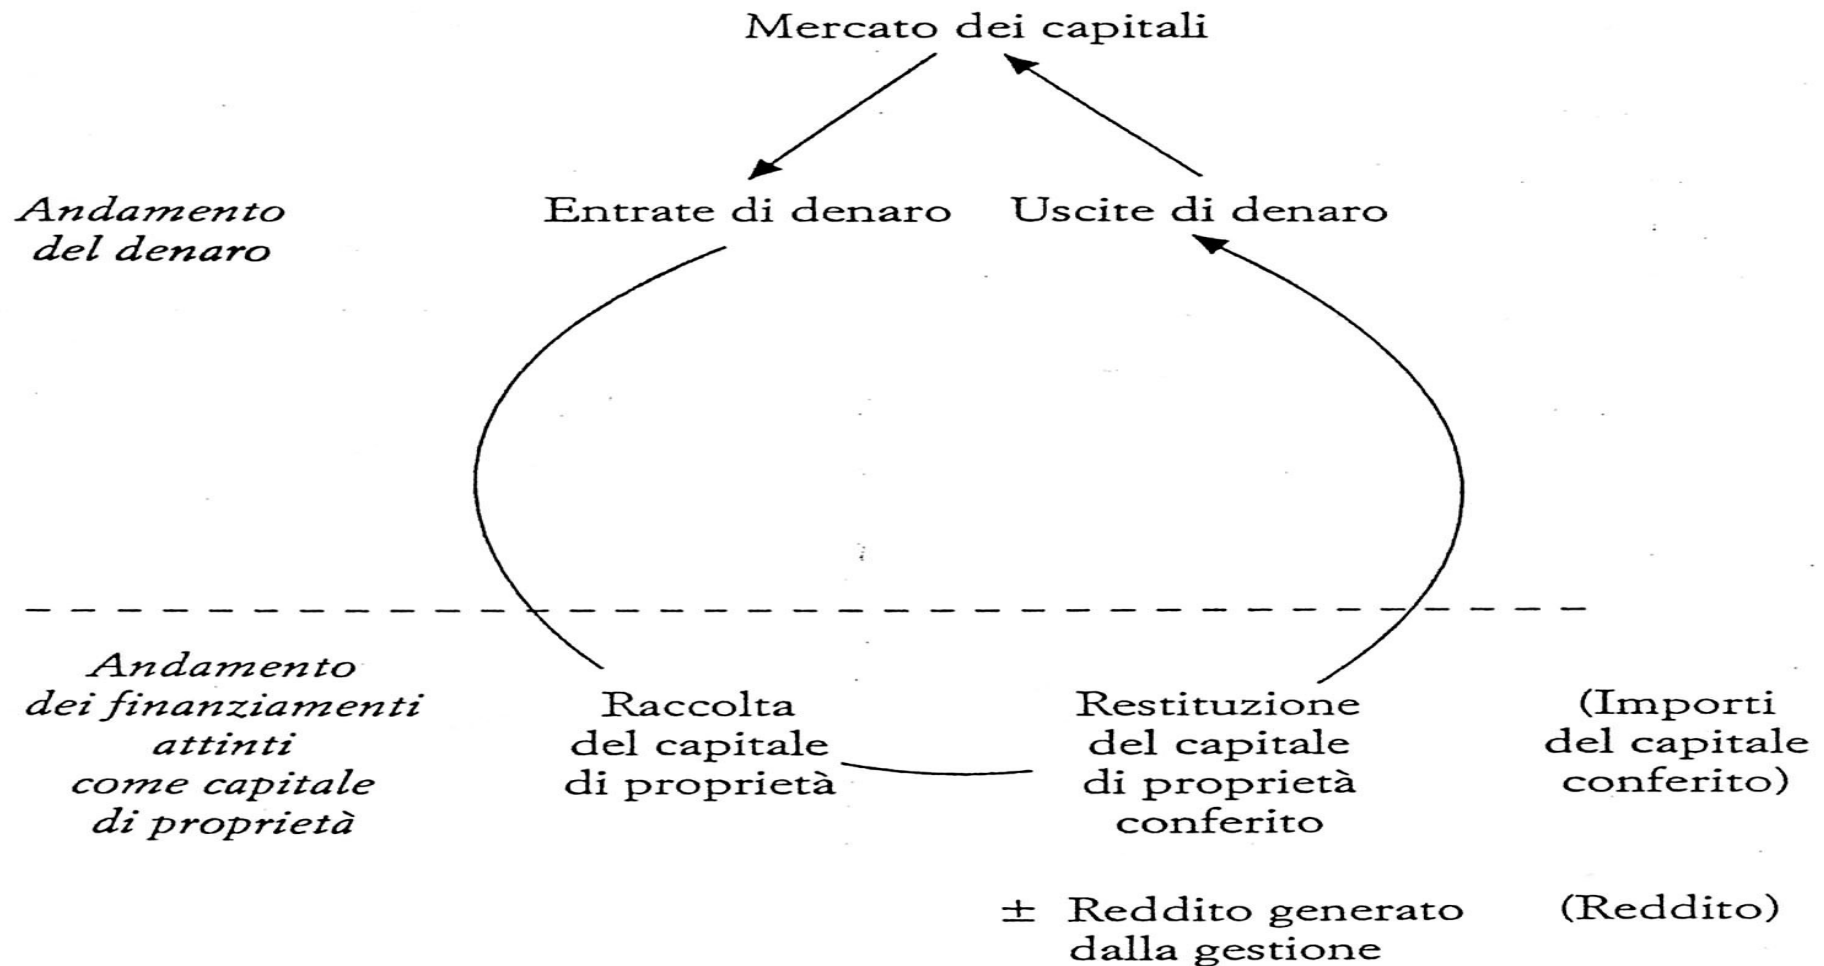 Mercato dei capitali
Andamento
del denaro
Entrate di denaro
Uscite di denaro
Andamento
dei finanziamenti
attinti
come capitale
di proprietà
Raccolta
del capitale
di proprietà
Restituzione
del capitale
di proprietà
conferito
(Importi
del capitale
conferito)
± Reddito generato
dalla gestione
(Reddito)